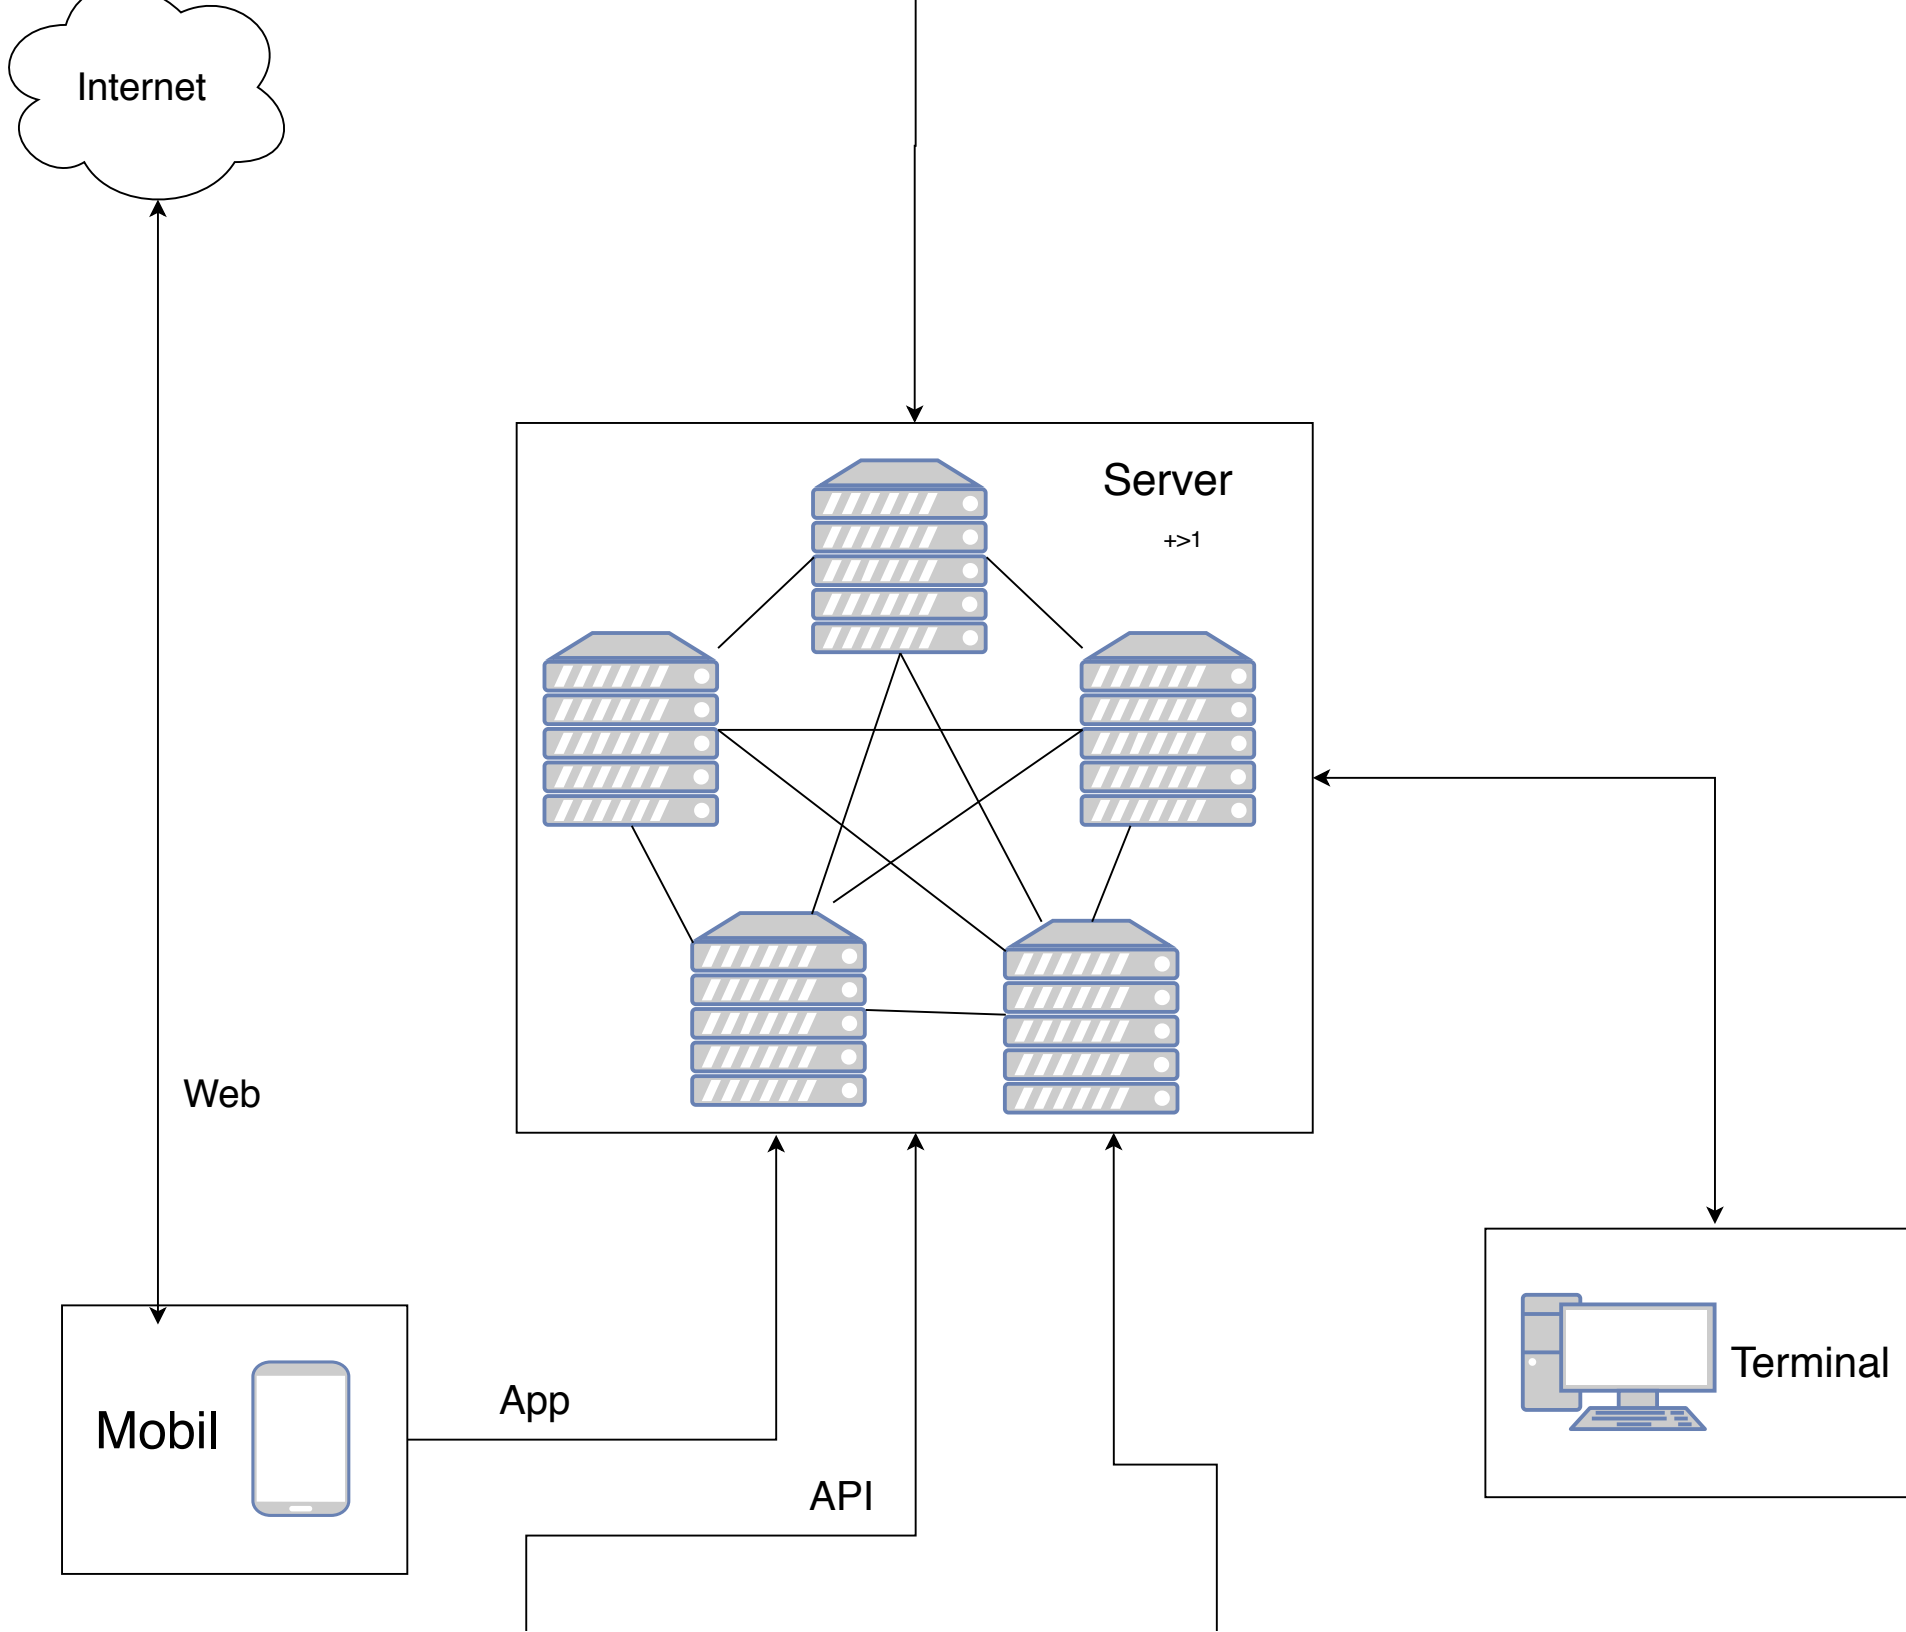 Internet
Server
+>1
Web
Terminal
App
Mobil
API